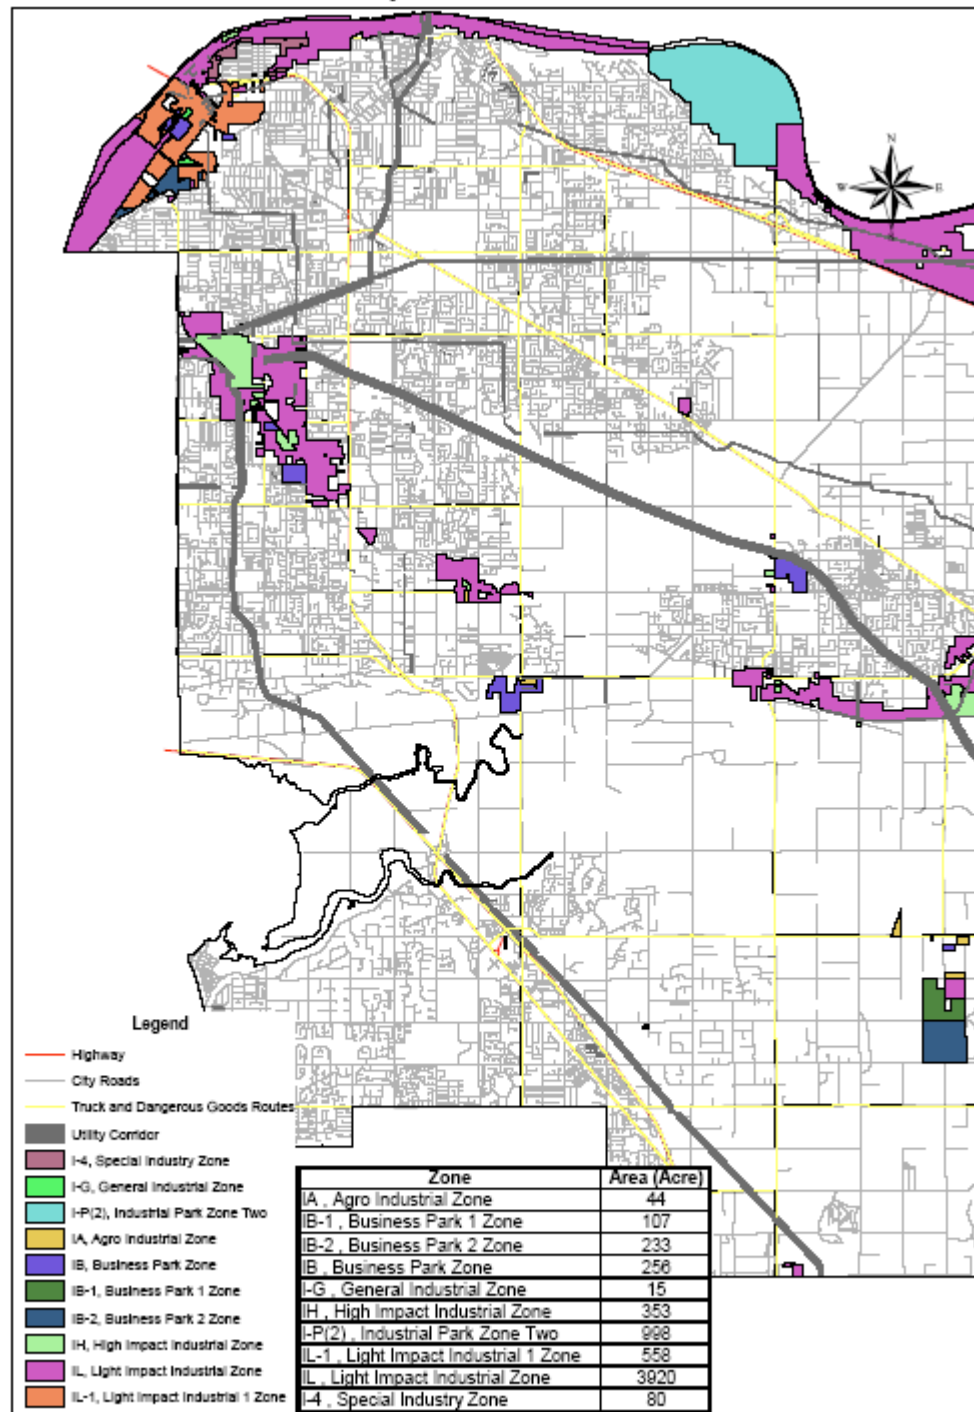 N
W
E
Legend
Highway
City Roads
Truck and Dangerous Goods Routes
Utility Corridor
I-4, Special Industry Zone
I-G, General Industrial Zone
I-P(2), Industrial Park Zone Two
IA, Agro Industrial Zone
IB, Business Park Zone
IB-1, Business Park 1 Zone
IB-2, Business Park 2 Zone
IH, High Impact Industrial Zone
IL, Light Impact Industrial Zone
IL-1, Light Impact Industrial 1 Zone
Zone Area (Acre)
IA , Agro Industrial Zone 44
IB-1 , Business Park 1 Zone 107
IB-2 , Business Park 2 Zone 233
IB , Business Park Zone 256
I-G , General Industrial Zone 15
IH , High Impact Industrial Zone 353
I-P(2) , Industrial Park Zone Two 998
IL-1 , Light Impact Industrial 1 Zone 558
IL , Light Impact Industrial Zone 3920
I-4 , Special Industry Zone 80